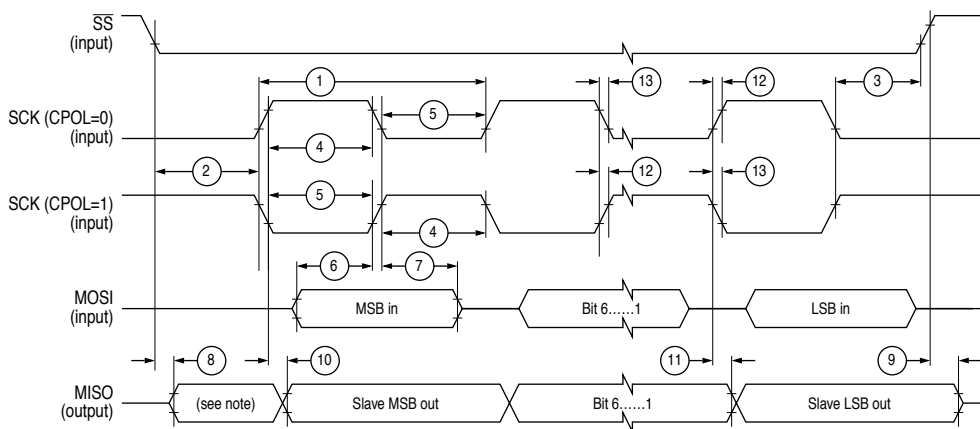 SS
(input)
1
13
12
3
SCK (CPOL=0)
(input)
5
4
2
12
13
SCK (CPOL=1)
(input)
5
4
6
7
MOSI
(input)
MSB in
Bit 6......1
LSB in
8
10
11
9
MISO
(output)
(see note)
Slave MSB out
Bit 6......1
Slave LSB out